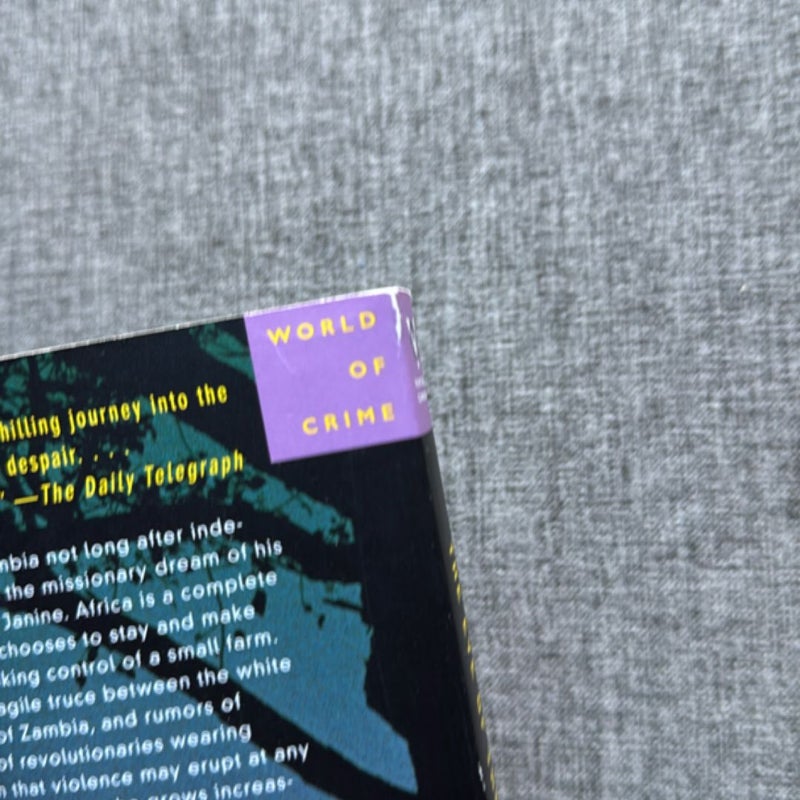 WORLD
OF
CRIME
hilling journey into the
despair. . . .
—The Daily Telegraph
mbia not long after inde-
the missionary dream of his
Janine, Africa is a complete
chooses to stay and make
king control of a small farm.
agile truce between the white
of Zambia, and rumors of
of revolutionaries wearing
that violence may erupt at any
grows increas-